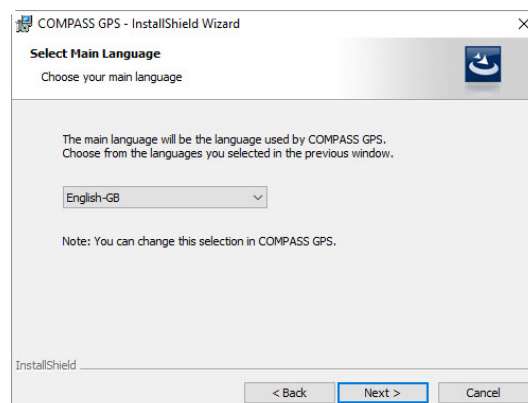 COMPASS GPS - InstallShield Wizard
Select Main Language
Choose your main language
The main language will be the language used by COMPASS GPS.
Choose from the languages you selected in the previous window.
English-GB
Note: You can change this selection in COMPASS GPS.
InstallShield
< Back Next > Cancel